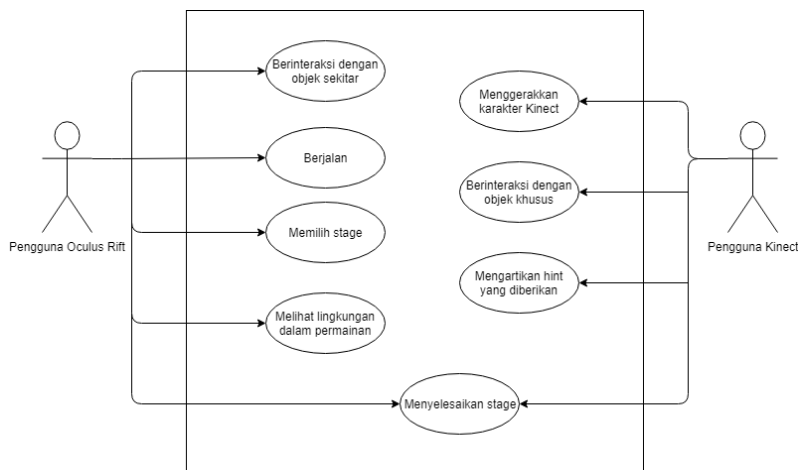 Berinteraksi dengan
objek sekitar
Menggerakkan
karakter Kinect
Berjalan
Berinteraksi dengan
objek khusus
Pengguna Oculus Rift
Memilih stage
Pengguna Kinect
Mengartikan hint
yang diberikan
Melihat lingkungan
dalam permainan
Menyelesaikan stage